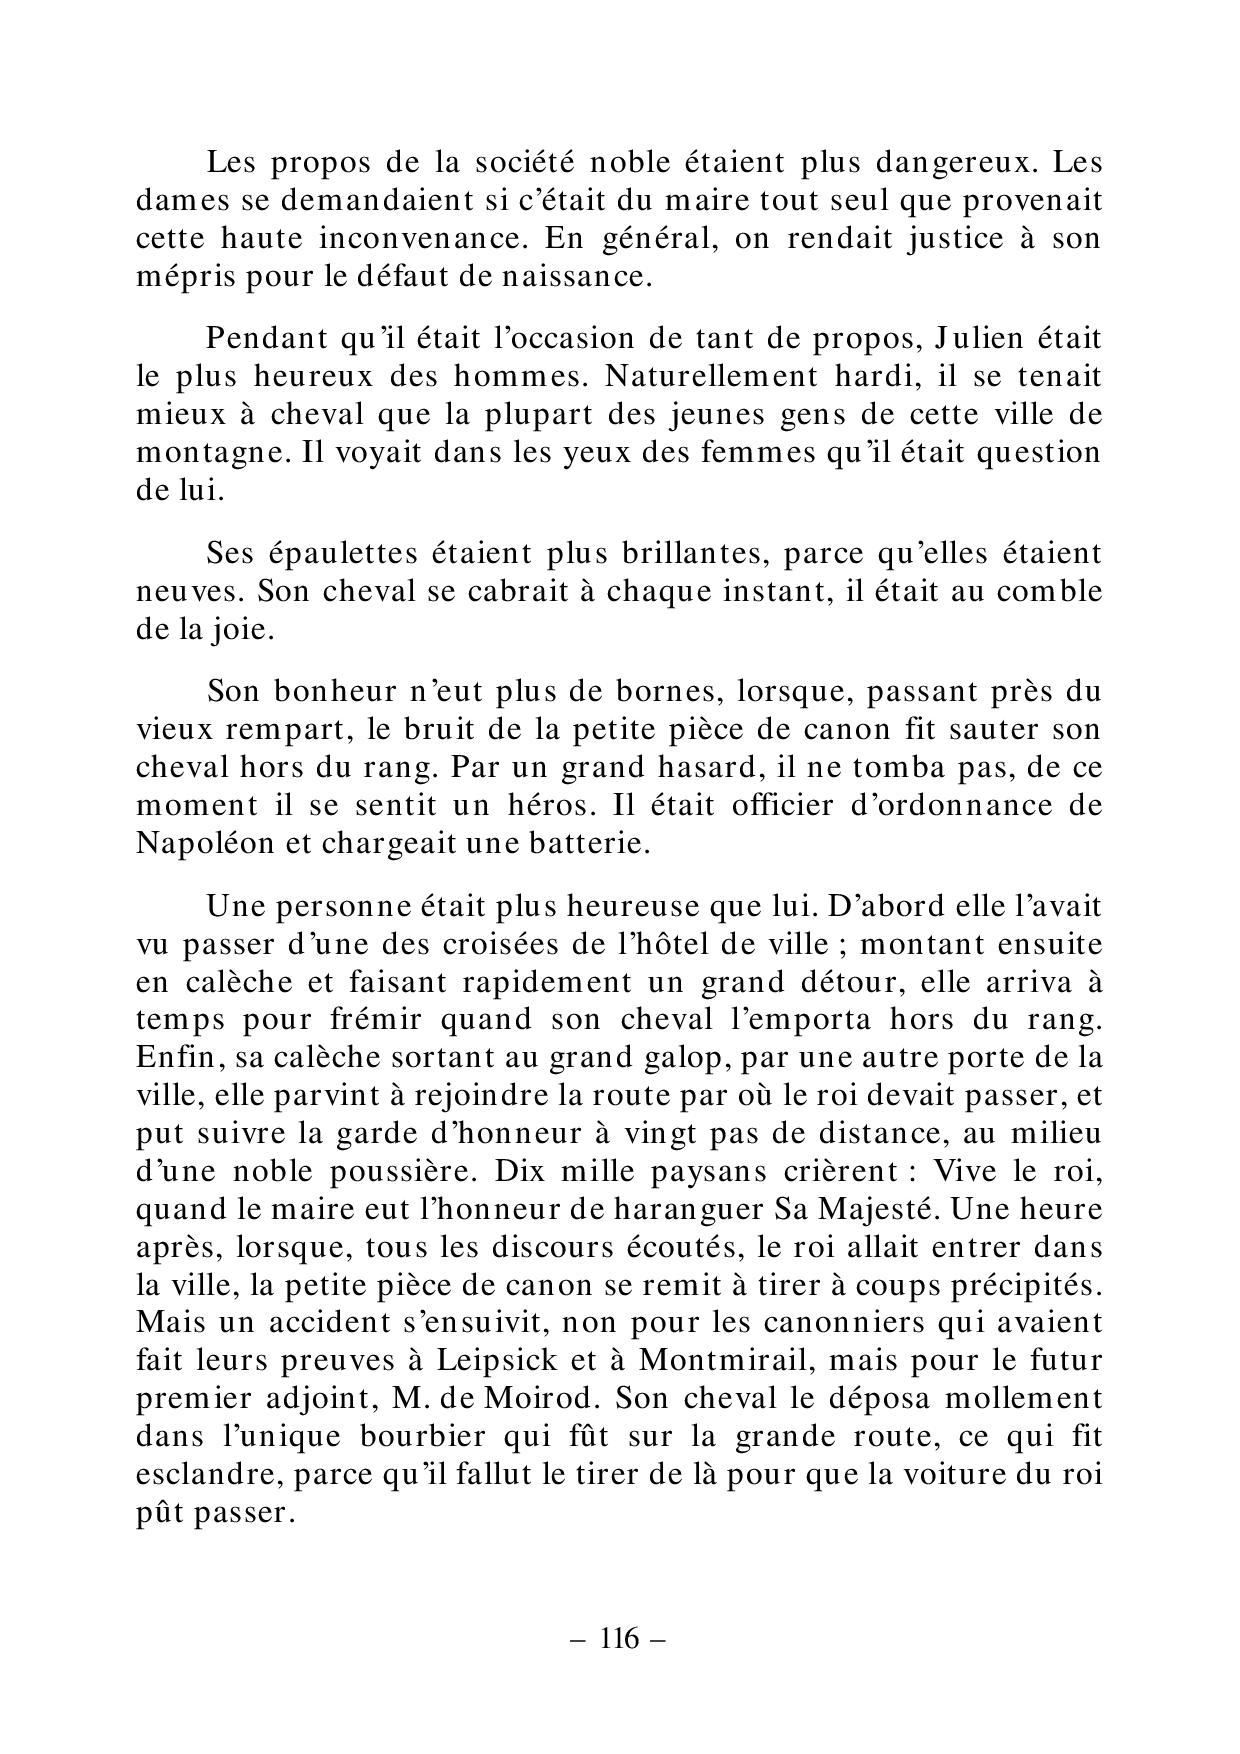 Les propos de la société noble étaient plus dangereux. Les
dames se demandaient si c’était du maire tout seul que provenait
cette haute inconvenance. En général, on rendait justice à son
mépris pour le défaut de naissance.
Pendant qu’il était l’occasion de tant de propos, Julien était
le plus heureux des hommes. Naturellement hardi, il se tenait
mieux à cheval que la plupart des jeunes gens de cette ville de
montagne. Il voyait dans les yeux des femmes qu’il était question
de lui.
Ses épaulettes étaient plus brillantes, parce qu’elles étaient
neuves. Son cheval se cabrait à chaque instant, il était au comble
de la joie.
Son bonheur n’eut plus de bornes, lorsque, passant près du
vieux rempart, le bruit de la petite pièce de canon fit sauter son
cheval hors du rang. Par un grand hasard, il ne tomba pas, de ce
moment il se sentit un héros. Il était officier d’ordonnance de
Napoléon et chargeait une batterie.
Une personne était plus heureuse que lui. D’abord elle l’avait
vu passer d’une des croisées de l’hôtel de ville ; montant ensuite
en calèche et faisant rapidement un grand détour, elle arriva à
temps pour frémir quand son cheval l’emporta hors du rang.
Enfin, sa calèche sortant au grand galop, par une autre porte de la
ville, elle parvint à rejoindre la route par où le roi devait passer, et
put suivre la garde d’honneur à vingt pas de distance, au milieu
d’une noble poussière. Dix mille paysans crièrent : Vive le roi,
quand le maire eut l’honneur de haranguer Sa Majesté. Une heure
après, lorsque, tous les discours écoutés, le roi allait entrer dans
la ville, la petite pièce de canon se remit à tirer à coups précipités.
Mais un accident s’ensuivit, non pour les canonniers qui avaient
fait leurs preuves à Leipsick et à Montmirail, mais pour le futur
premier adjoint, M. de Moirod. Son cheval le déposa mollement
dans l’unique bourbier qui fût sur la grande route, ce qui fit
esclandre, parce qu’il fallut le tirer de là pour que la voiture du roi
pût passer.
– 116 –